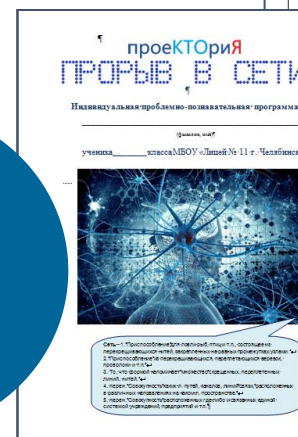 проеКТОриЯ
ПРОРЫВ В СЕТИ
Индивидуальная проблемно-познавательная программа
(фамилия, имя)
ученика________класса МБОУ «Лицей № 11 г. Челябинс
Сеть – 1. Приспособление для ловли рыб, птиц и т.п., состоящее из
перекрещивающихся нитей, закрепленных на равных промежутках узлами.
2. Приспособление из перекрещивающихся, переплетающихся веревок,
проволоки и т.п.
3. То, что формой напоминает множество скрещенных, переплетенных
линий, нитей.
4. перен. Совокупность каких-н. путей, каналов, линий связи, расположенных
в различных направлениях на каком-л. пространстве.
5. перен. Совокупность расположенных где-либо и связанных единой
системой учреждений, предприятий и т.п.